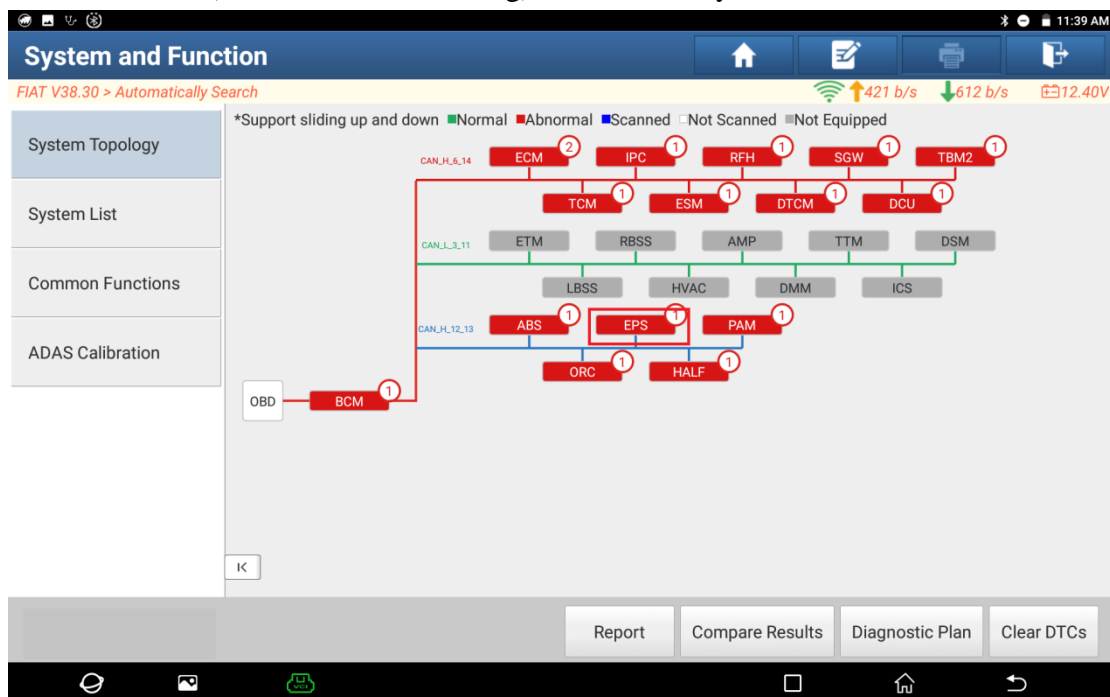 11:39 AM
System and Function
FIAT V38.30 > Automatically Search
421 b/s 612 b/s 12.40V
System Topology
System List
Common Functions
ADAS Calibration
*Support sliding up and down Normal Abnormal Scanned Not Scanned Not Equipped
CAN_H_6_14
ECM 2 IPC 1 RFH 1 SGW 1 TBM2 1
TCM 1 ESM 1 DTCM 1 DCU 1
CAN_L_3_11
ETM RBSS AMP TTM DSM
LBSS HVAC DMM ICS
CAN_H_12_13
ABS 1 EPS 1 PAM 1
ORC 1 HALF 1
OBD BCM 1
Report Compare Results Diagnostic Plan Clear DTCs
VCI